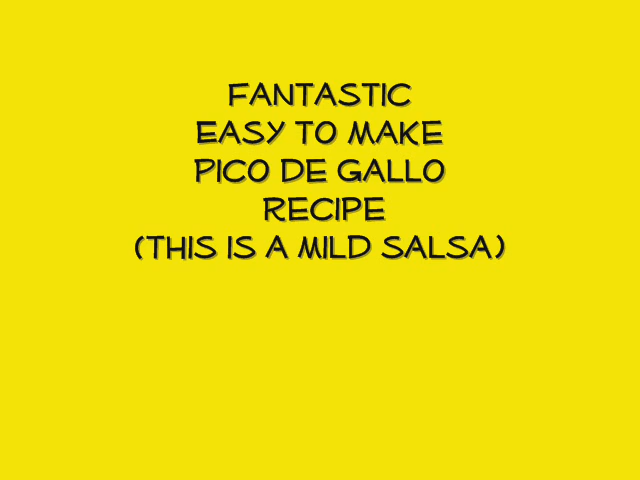 FANTASTIC
EASY TO MAKE
PICO DE GALLO
RECIPE
(THIS IS A MILD SALSA)